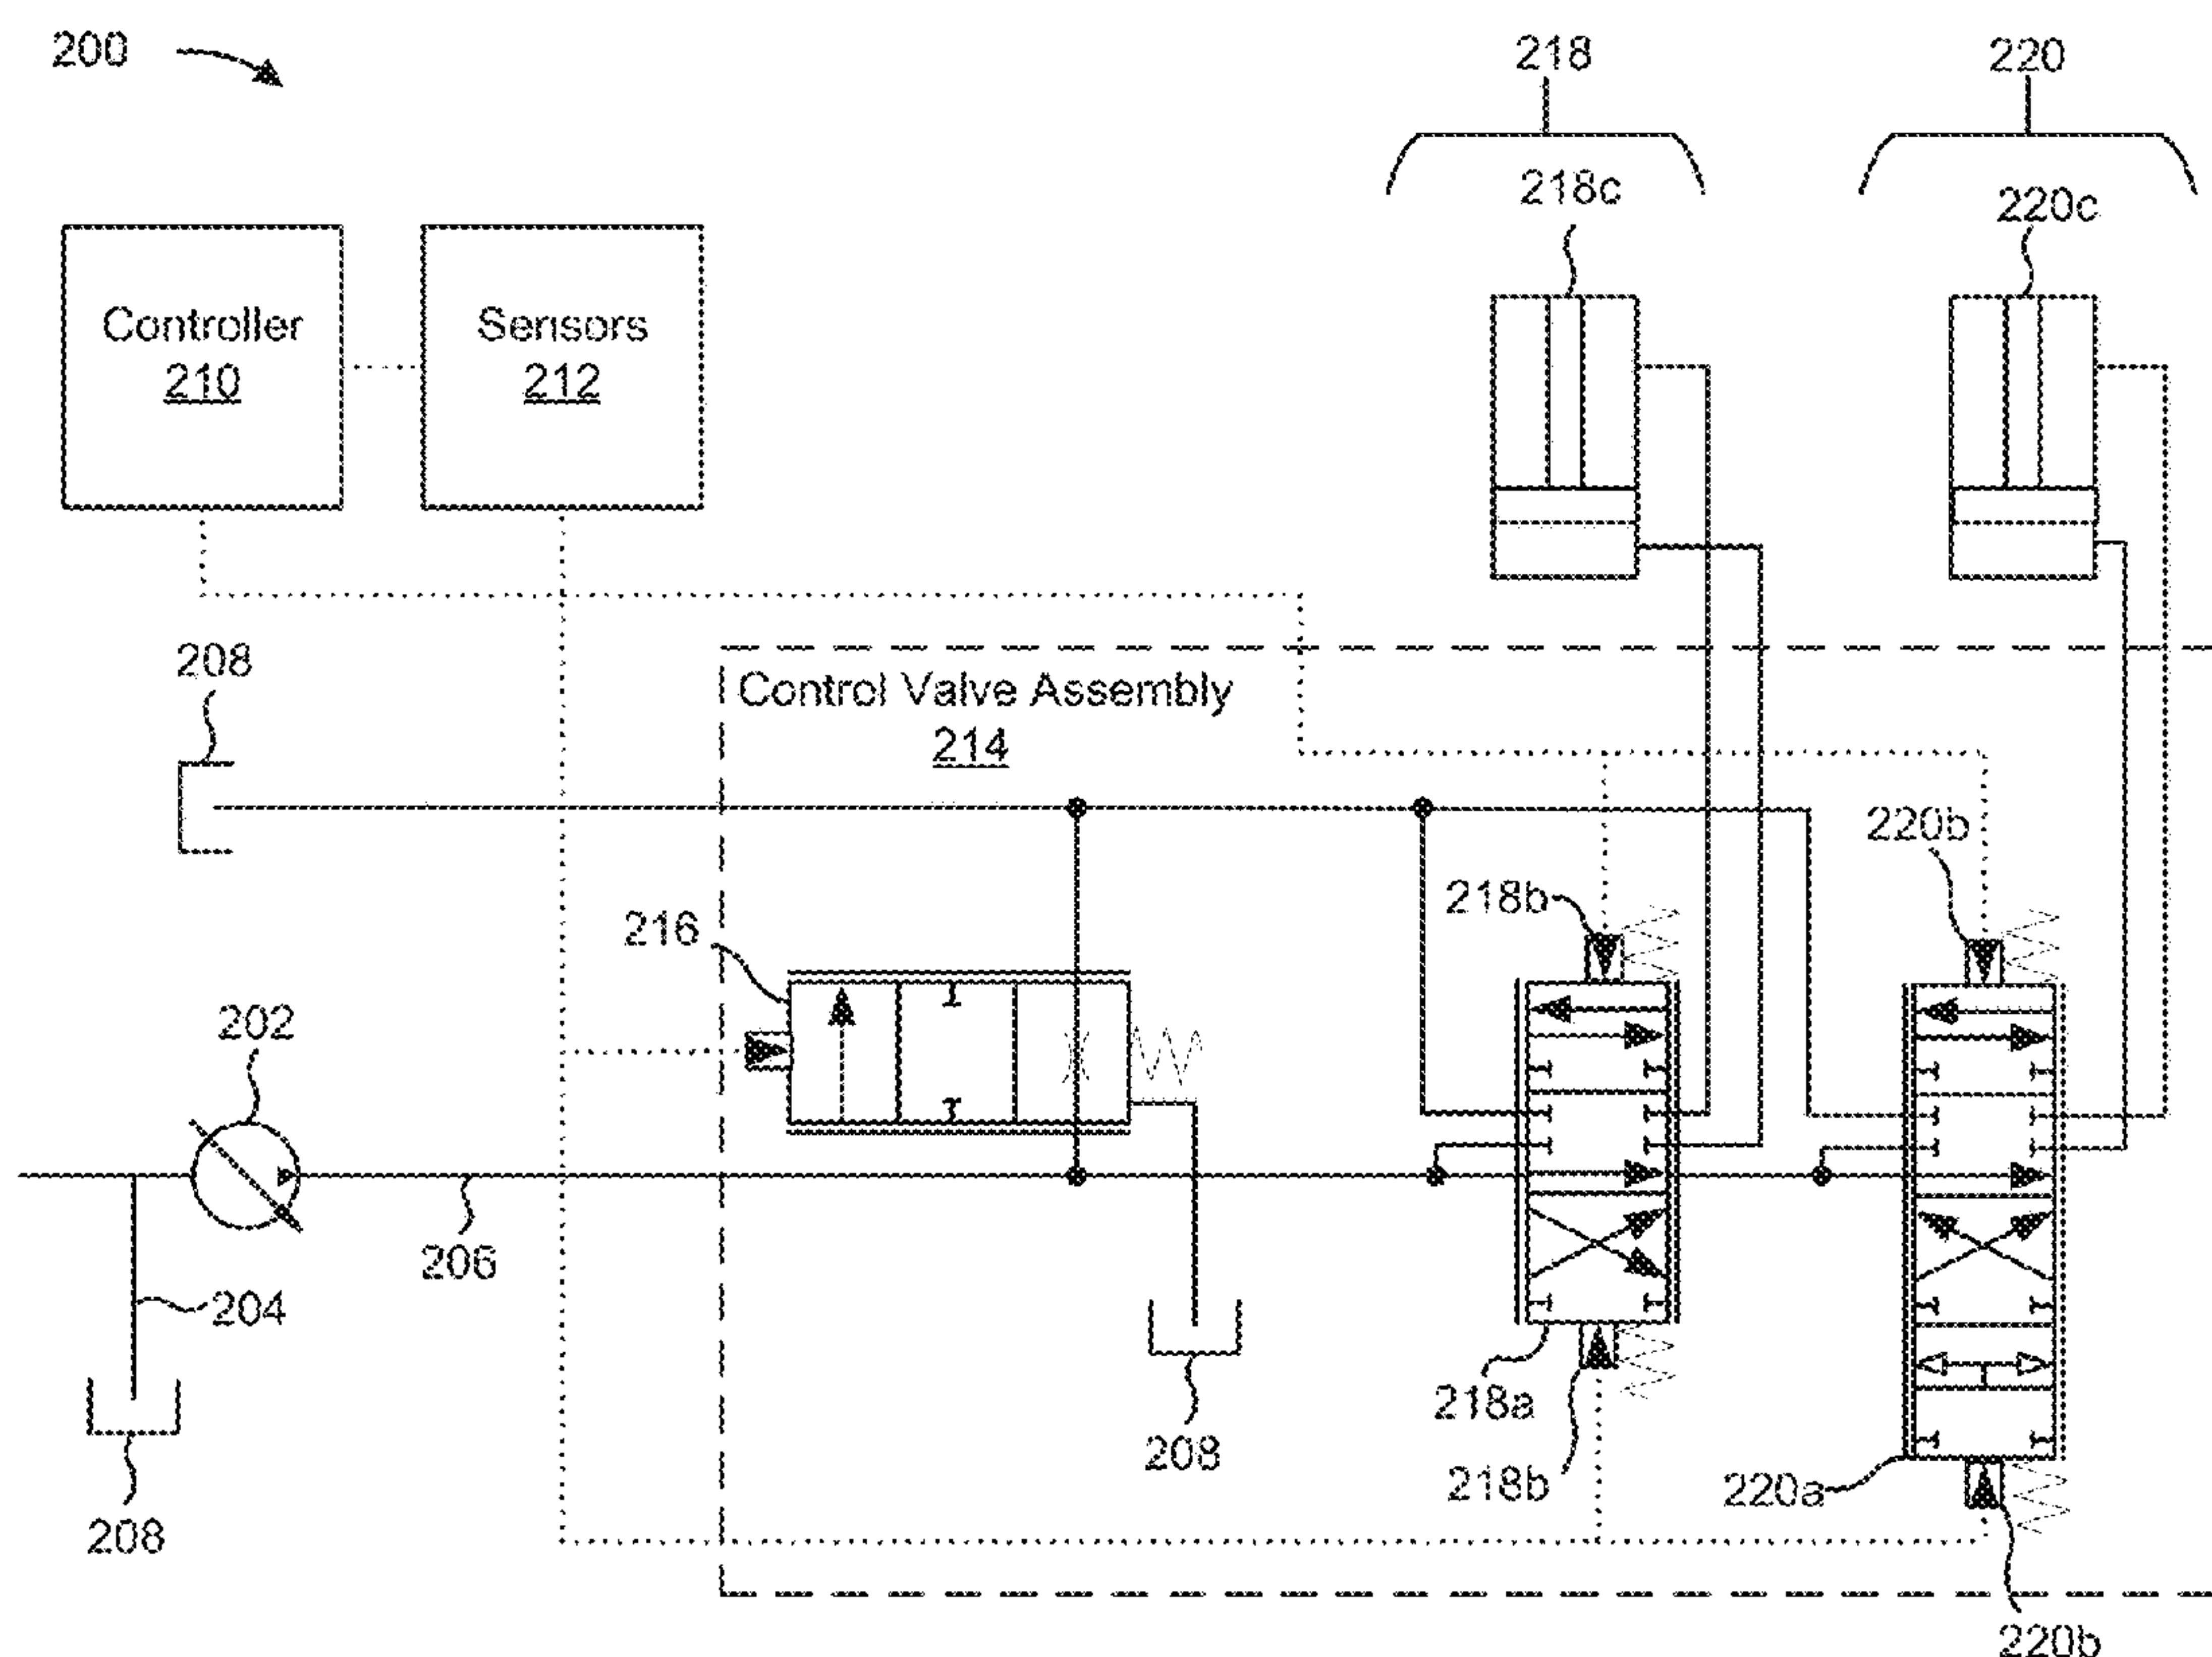 200
218
220
218c
220c
Controller
210
Sensors
212
208
Control Valve Assembly
214
220b
218b
216
202
206
204
218a
208
218b
220a
208
220b